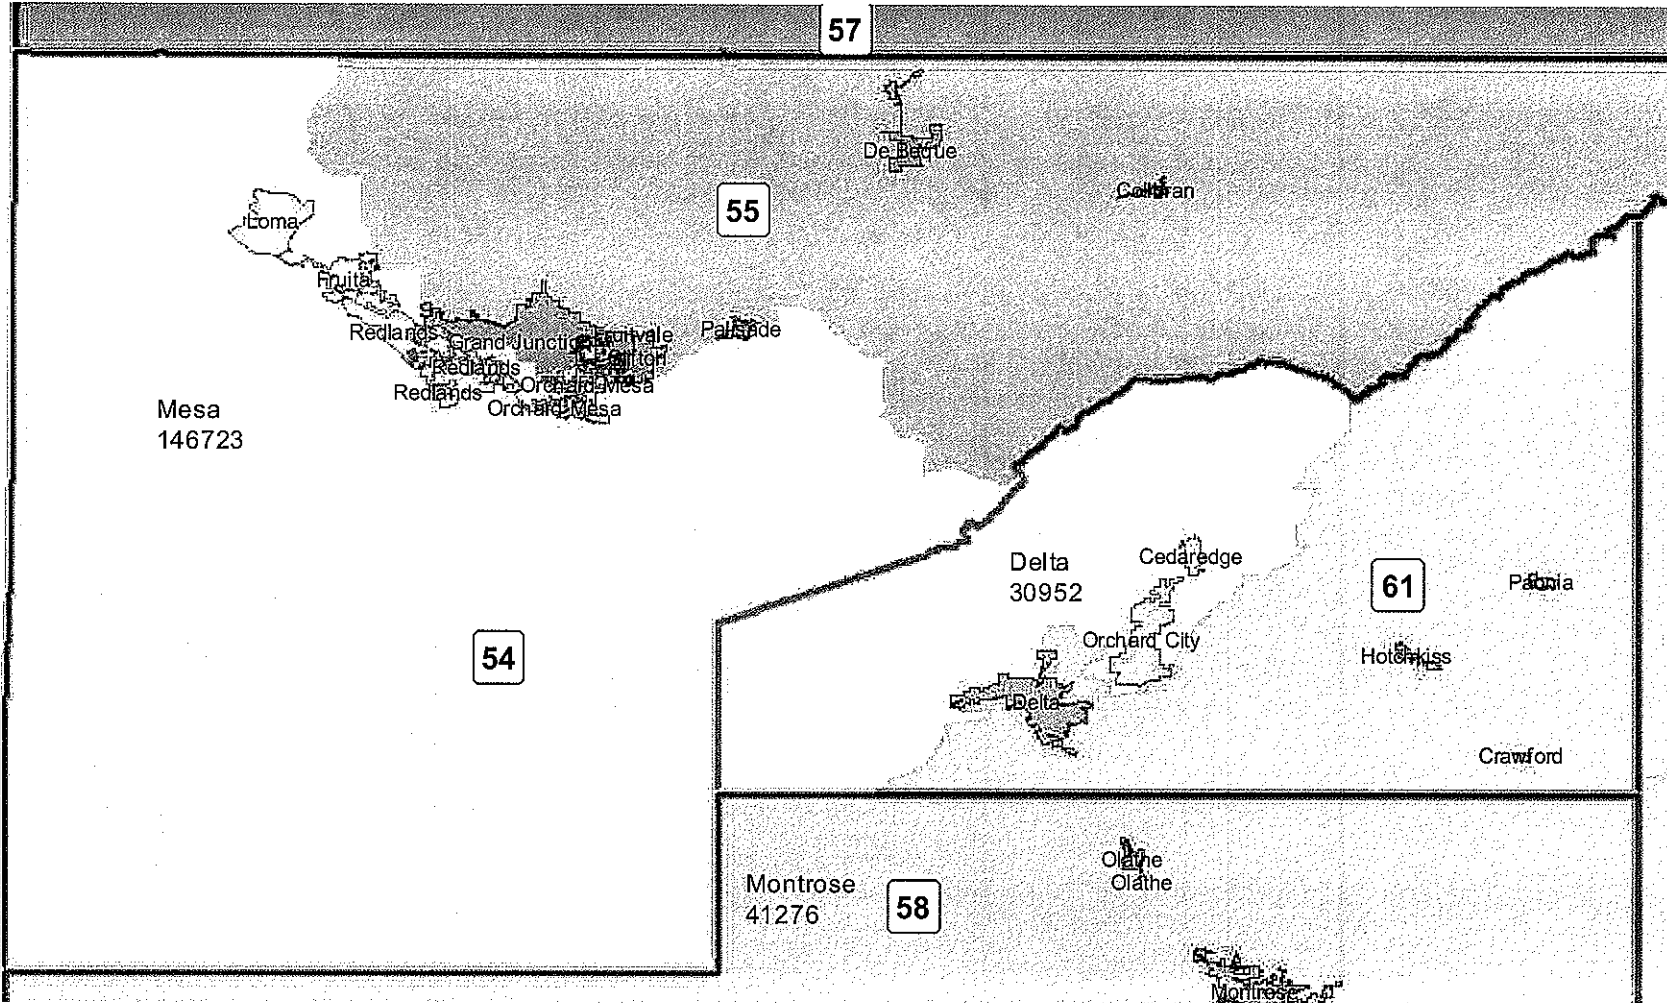 57
De Beque
55
Collbran
Loma
Fruita
Redlands
Grand Junction
Fruitvale
Palisade
Clifton
Redlands
Redlands
Orchard Mesa
Orchard Mesa
Mesa
146723
54
Delta
30952
Cedaredge
61
Paonia
Orchard City
Hotchkiss
Delta
Crawford
Olathe
Olathe
Montrose
41276
58
Montrose